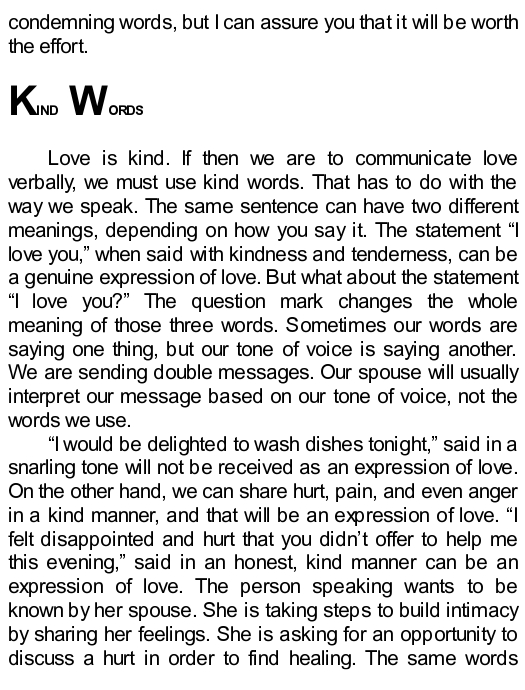 condemning words, but I can assure you that it will be worth
the effort.
KIND WORDS
Love is kind. If then we are to communicate love
verbally, we must use kind words. That has to do with the
way we speak. The same sentence can have two different
meanings, depending on how you say it. The statement “I
love you,” when said with kindness and tenderness, can be
a genuine expression of love. But what about the statement
“I love you?” The question mark changes the whole
meaning of those three words. Sometimes our words are
saying one thing, but our tone of voice is saying another.
We are sending double messages. Our spouse will usually
interpret our message based on our tone of voice, not the
words we use.
“I would be delighted to wash dishes tonight,” said in a
snarling tone will not be received as an expression of love.
On the other hand, we can share hurt, pain, and even anger
in a kind manner, and that will be an expression of love. “I
felt disappointed and hurt that you didn’t offer to help me
this evening,” said in an honest, kind manner can be an
expression of love. The person speaking wants to be
known by her spouse. She is taking steps to build intimacy
by sharing her feelings. She is asking for an opportunity to
discuss a hurt in order to find healing. The same words